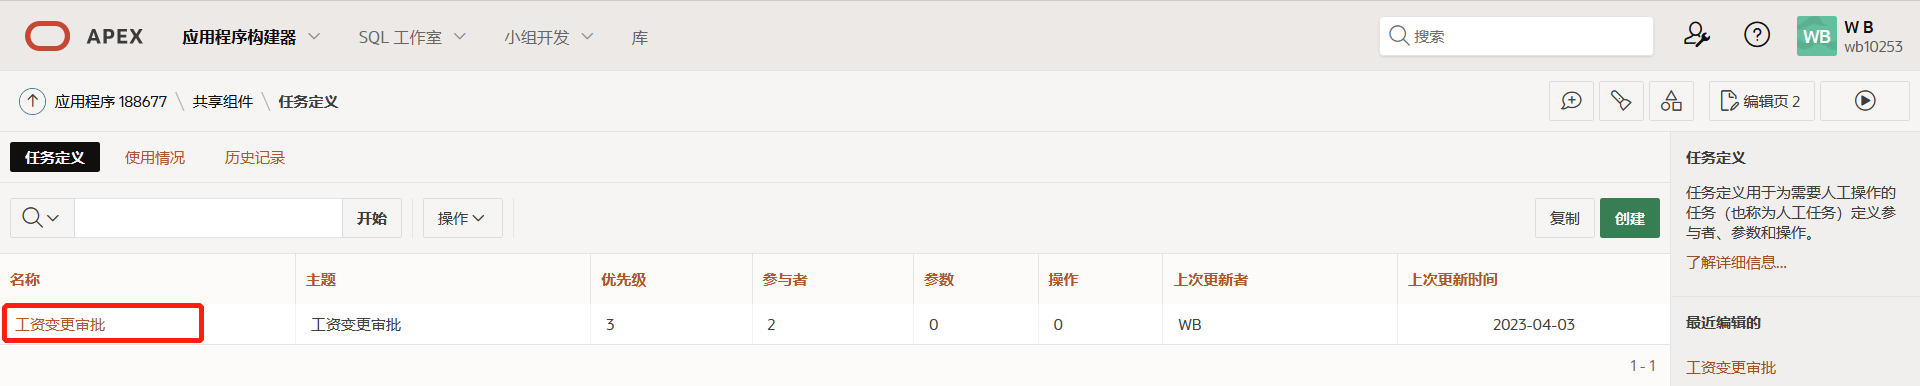 APEX 应用程序构建器 SQL 工作室 小组开发 库 搜索 WB W B
wb10253
应用程序 188677 \ 共享组件 \ 任务定义 编辑页 2
任务定义 使用情况 历史记录
开始 操作 复制 创建
名称 主题 优先级 参与者 参数 操作 上次更新者 上次更新时间
工资变更审批 工资变更审批 3 2 0 0 WB 2023-04-03
1 - 1
任务定义
任务定义用于为需要人工操作的
任务（也称为人工任务）定义参
与者、参数和操作。
了解详细信息...
最近编辑的
工资变更审批